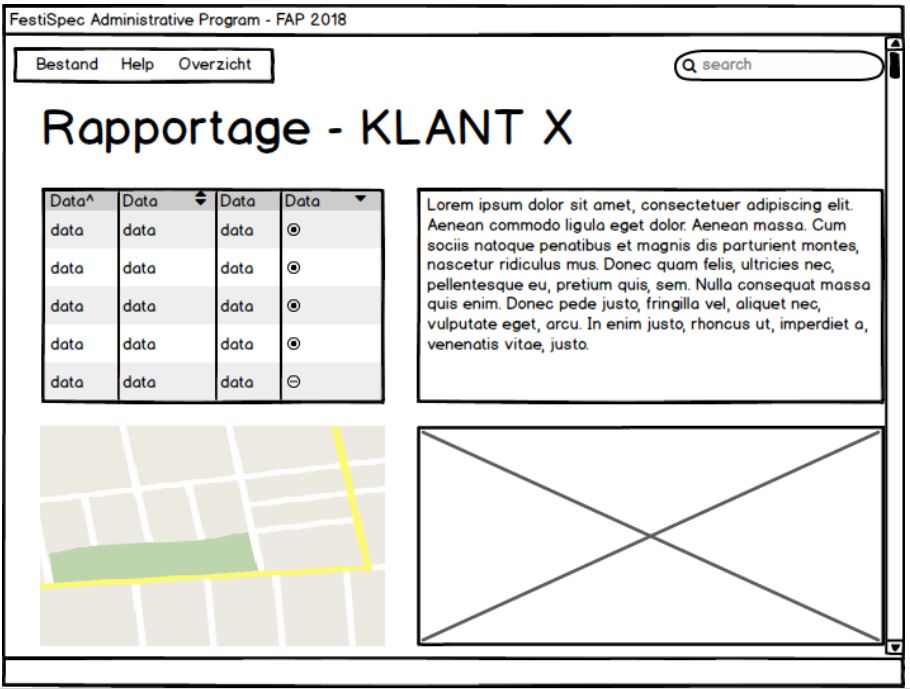 FestiSpec Administrative Program - FAP 2018
Bestand Help Overzicht
search
Rapportage - KLANT X
Data^ Data Data Data
data data data
data data data
data data data
data data data
data data data
Lorem ipsum dolor sit amet, consectetuer adipiscing elit.
Aenean commodo ligula eget dolor. Aenean massa. Cum
sociis natoque penatibus et magnis dis parturient montes,
nascetur ridiculus mus. Donec quam felis, ultricies nec,
pellentesque eu, pretium quis, sem. Nulla consequat massa
quis enim. Donec pede justo, fringilla vel, aliquet nec,
vulputate eget, arcu. In enim justo, rhoncus ut, imperdiet a,
venenatis vitae, justo.